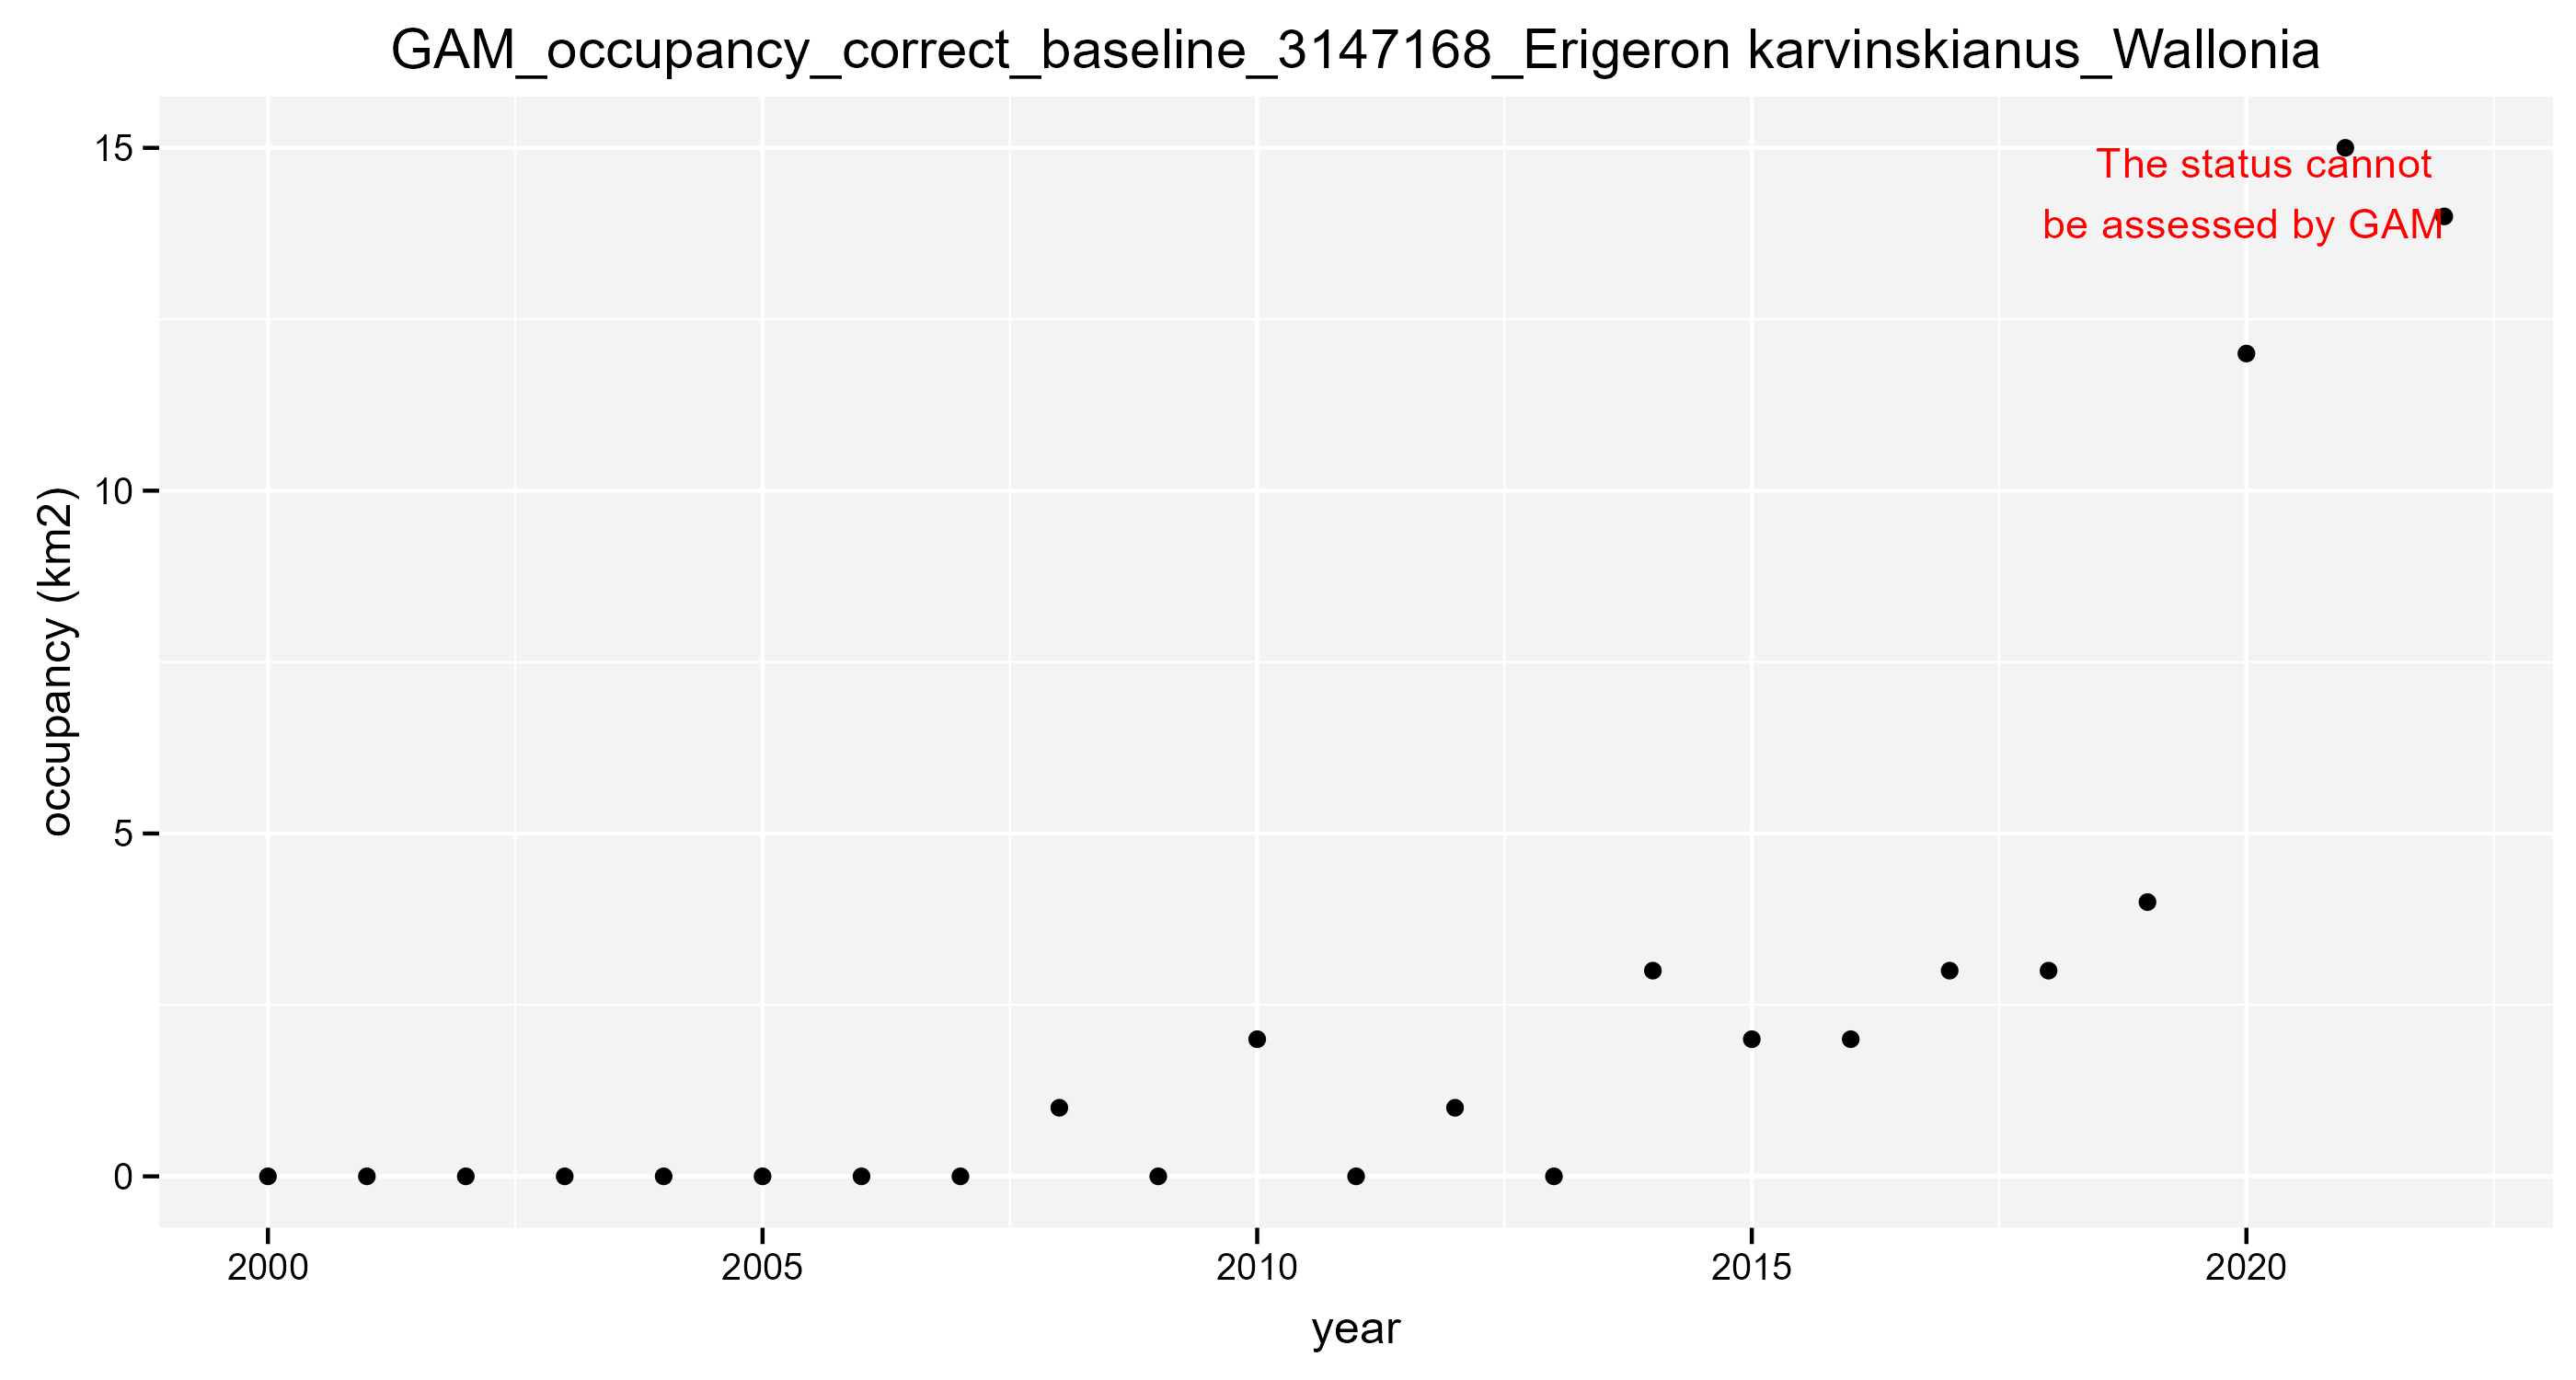 GAM_occupancy_correct_baseline_3147168_Erigeron karvinskianus_Wallonia
15
The status cannot
be assessed by GAM
10
occupancy (km2)
5
0
2000 2005 2010 2015 2020
year